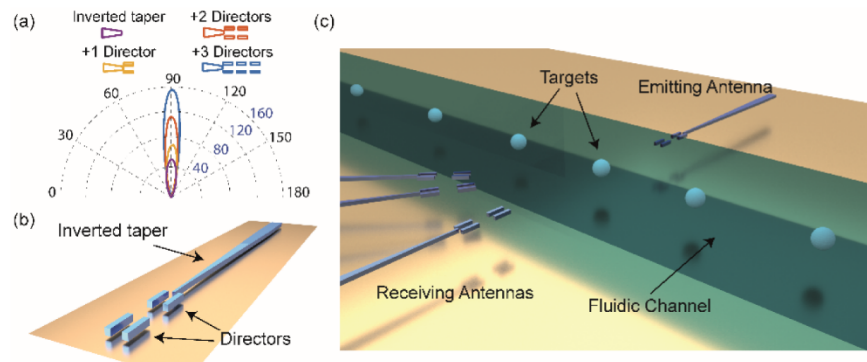 (a)
Inverted taper
+2 Directors
+1 Director
+3 Directors
90
60
120
160
120
30
150
80
40
0
180
(b)
Inverted taper
Directors
(c)
Targets
Emitting Antenna
Receiving Antennas
Fluidic Channel